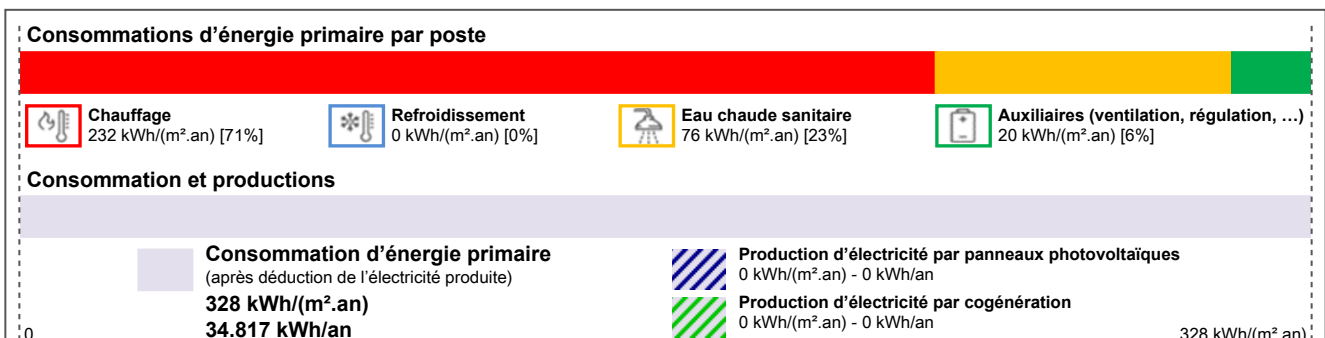 Consommations d’énergie primaire par poste
Chauffage
232 kWh/(m².an) [71%]
Refroidissement
0 kWh/(m².an) [0%]
Eau chaude sanitaire
76 kWh/(m².an) [23%]
Auxiliaires (ventilation, régulation, …)
20 kWh/(m².an) [6%]
Consommation et productions
Consommation d’énergie primaire
(après déduction de l’électricité produite)
328 kWh/(m².an)
34.817 kWh/an
Production d’électricité par panneaux photovoltaïques
0 kWh/(m².an) - 0 kWh/an
Production d’électricité par cogénération
0 kWh/(m².an) - 0 kWh/an
0
328 kWh/(m².an)